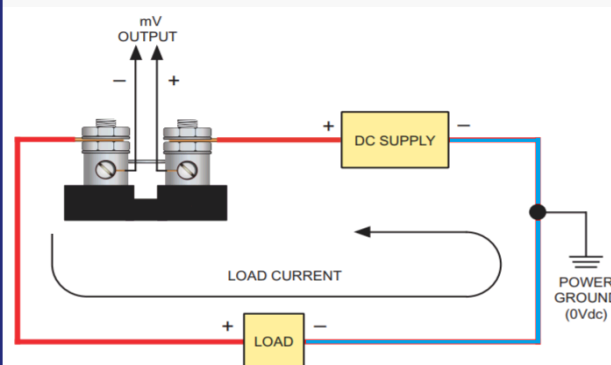 mV
OUTPUT
– +
+ –
DC SUPPLY
LOAD CURRENT
POWER
GROUND
(0Vdc)
+ –
LOAD